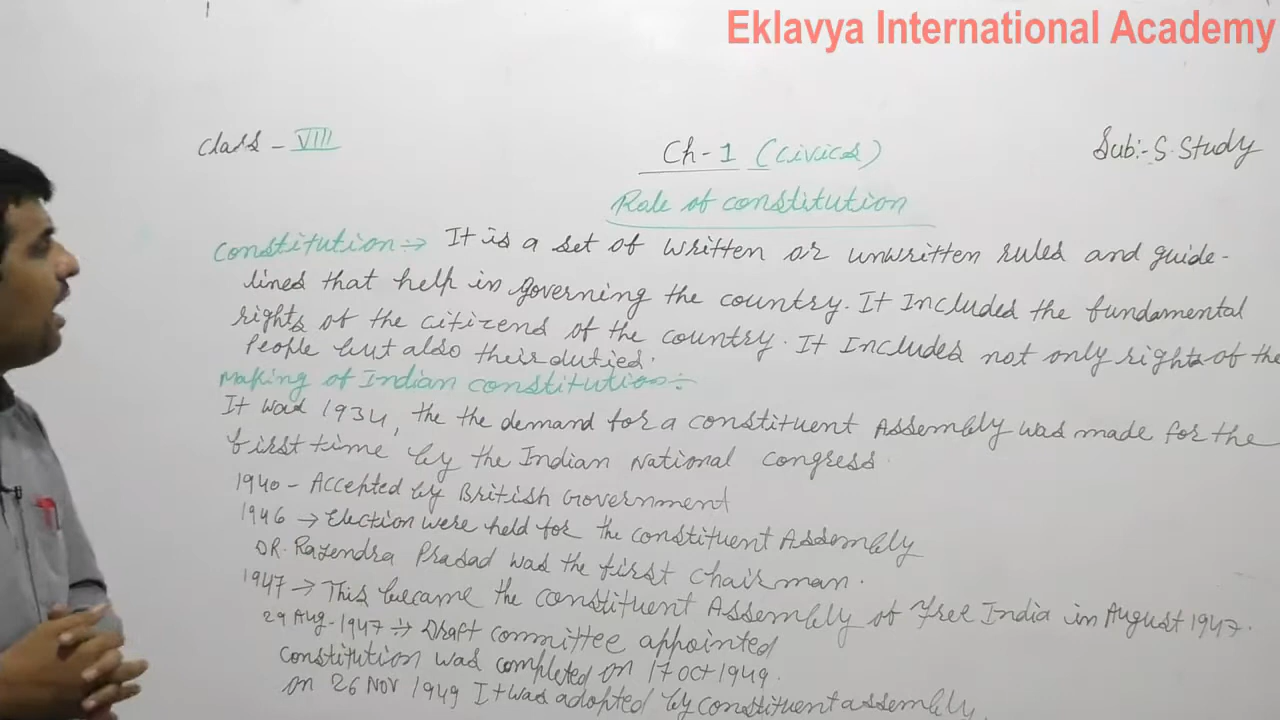 Eklavya International Academy
Class - VIII
Ch-1 (Civics)
Sub:- S. Study
Role of constitution
Constitution :→ It is a set of written or unwritten rules and guide-
lines that help in governing the country. It Included the fundamental
rights of the citizens of the country. It Includes not only rights of the
People but also their duties.
Making of Indian constitution :-
It was 1934, the the demand for a constituent Assembly was made for the
first time by the Indian National congress.
1940 - Accepted by British Government
1946 → Election were held for the constituent Assembly
DR. Rajendra Prasad was the first chairman.
1947 → This became the constituent Assembly of Free India in August 1947.
29 Aug-1947 :→ Draft committee appointed
Constitution was completed on 17 Oct 1949.
on 26 Nov 1949 It was adopted by constituent assembly.